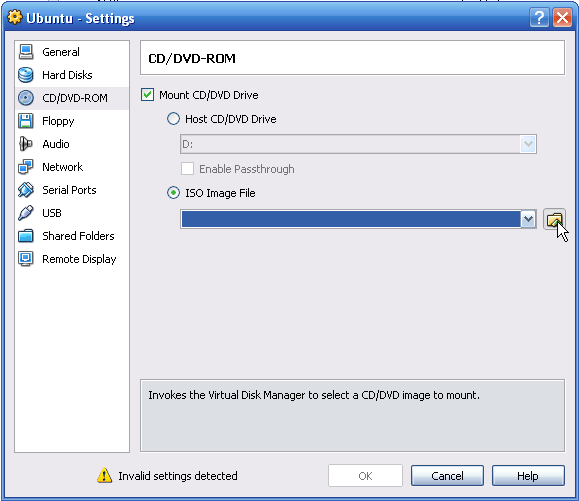 Ubuntu - Settings
General
Hard Disks
CD/DVD-ROM
Floppy
Audio
Network
Serial Ports
USB
Shared Folders
Remote Display
CD/DVD-ROM
Mount CD/DVD Drive
Host CD/DVD Drive
D:
Enable Passthrough
ISO Image File
Invokes the Virtual Disk Manager to select a CD/DVD image to mount.
Invalid settings detected
OK
Cancel
Help